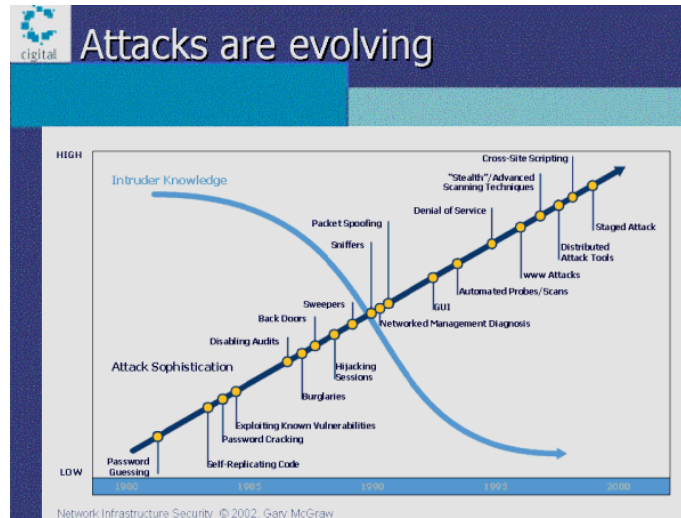 cigital
Attacks are evolving
HIGH
Intruder Knowledge
Cross-Site Scripting
"Stealth"/Advanced
Scanning Techniques
Packet Spoofing
Denial of Service
Sniffers
Staged Attack
Distributed
Attack Tools
www Attacks
Automated Probes/Scans
GUI
Sweepers
Networked Management Diagnosis
Back Doors
Disabling Audits
Hijacking
Sessions
Attack Sophistication
Burglaries
Exploiting Known Vulnerabilities
Password Cracking
Password
Guessing
Self-Replicating Code
LOW
1980 1985 1990 1995 2000
Network Infrastructure Security © 2002, Gary McGraw